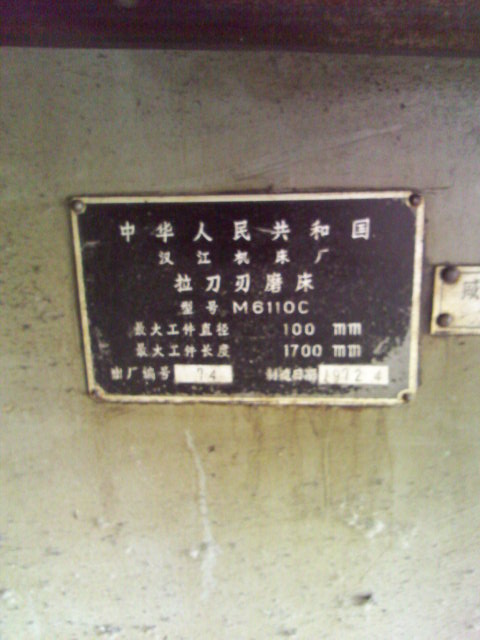 中华人民共和国
汉江机床厂
拉刀刃磨床
型号 M6110C
最大工件直径 100 mm
最大工件长度 1700 mm
出厂编号 74 制造日期 1972 4